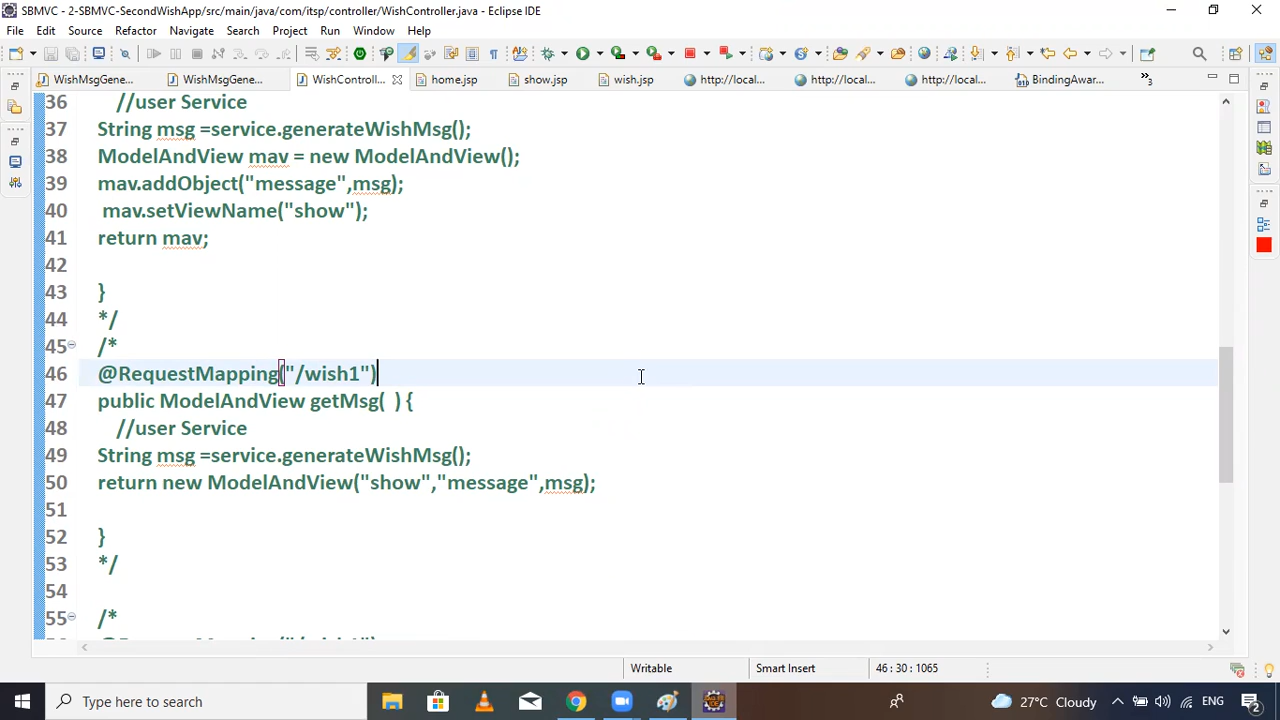 SBMVC - 2-SBMVC-SecondWishApp/src/main/java/com/itsp/controller/WishController.java - Eclipse IDE
File Edit Source Refactor Navigate Search Project Run Window Help
WishMsgGene... WishMsgGene... WishControll... home.jsp show.jsp wish.jsp http://local... http://local... http://local... BindingAwar... »3
36 //user Service
37 String msg =service.generateWishMsg();
38 ModelAndView mav = new ModelAndView();
39 mav.addObject("message",msg);
40 mav.setViewName("show");
41 return mav;
42
43 }
44 */
45 /*
46 @RequestMapping("/wish1")
47 public ModelAndView getMsg( ) {
48 //user Service
49 String msg =service.generateWishMsg();
50 return new ModelAndView("show","message",msg);
51
52 }
53 */
54
55 /*
Writable Smart Insert 46 : 30 : 1065
Type here to search 27°C Cloudy ENG 2